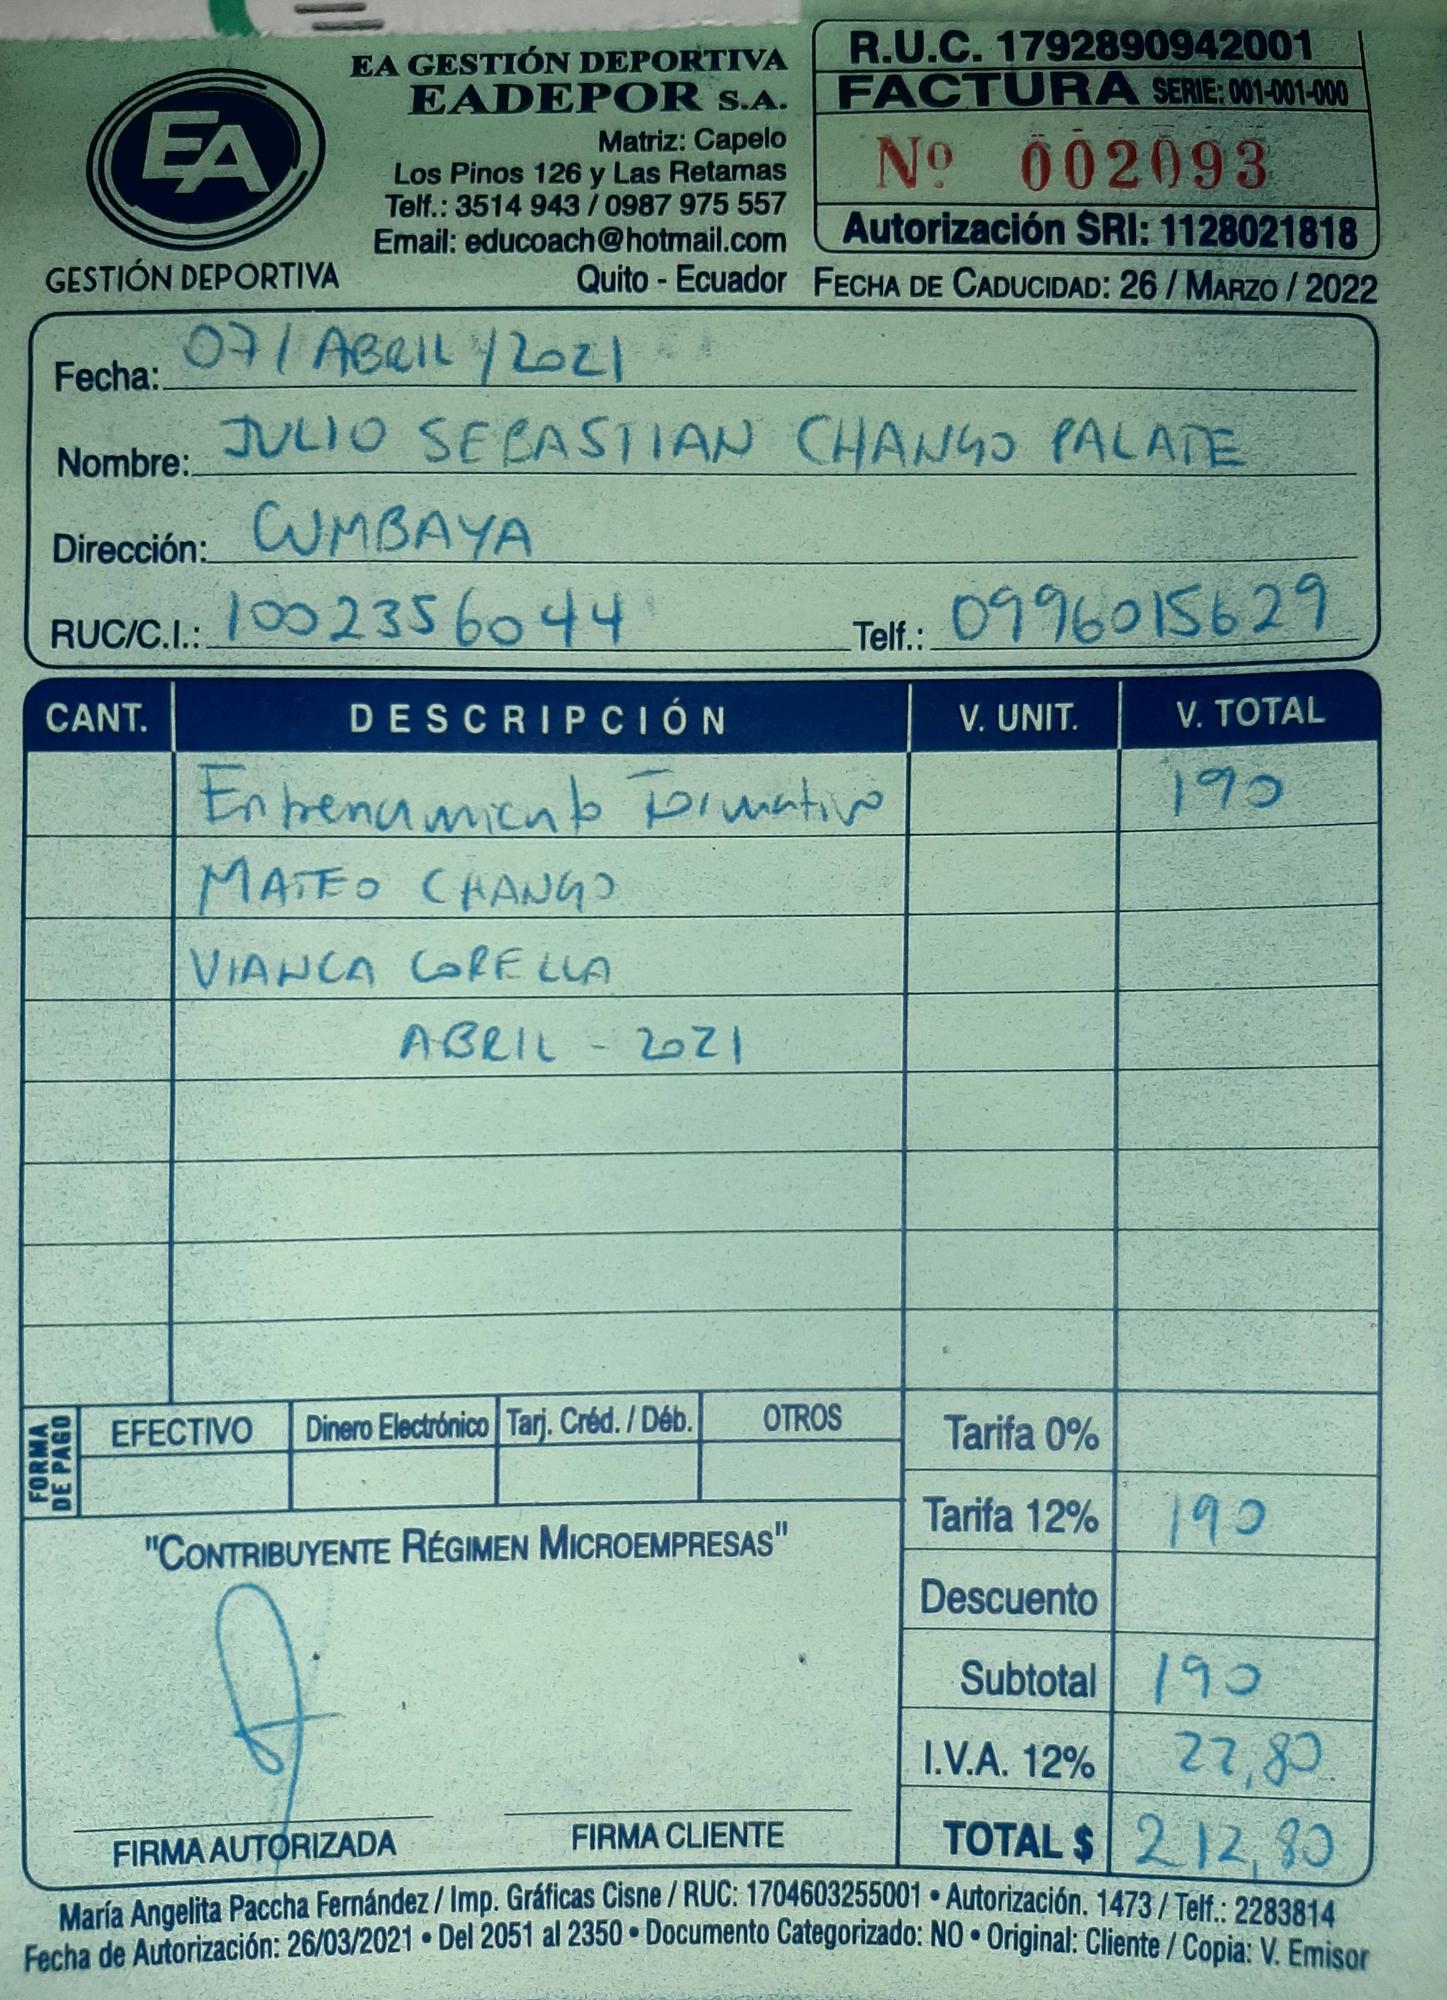 EA
GESTIÓN DEPORTIVA
EA GESTIÓN DEPORTIVA
EADEPOR S.A.
Matriz: Capelo
Los Pinos 126 y Las Retamas
Telf.: 3514 943 / 0987 975 557
Email: educoach@hotmail.com
Quito - Ecuador
R.U.C. 1792890942001
FACTURA SERIE: 001-001-000
Nº 002093
Autorización SRI: 1128021818
FECHA DE CADUCIDAD: 26 / MARZO / 2022
Fecha: 07/ABRIL/2021
Nombre: JULIO SEBASTIAN CHANGO PALATE
Dirección: CUMBAYA
RUC/C.I.: 1002356044 Telf.: 0996015629
CANT. DESCRIPCIÓN V. UNIT. V. TOTAL
Entrenamiento Formativo 190
MATEO CHANGO
VIANCA CORELLA
ABRIL - 2021
FORMA DE PAGO
EFECTIVO Dinero Electrónico Tarj. Créd. / Déb. OTROS
Tarifa 0%
Tarifa 12% 190
"CONTRIBUYENTE RÉGIMEN MICROEMPRESAS"
Descuento
Subtotal 190
I.V.A. 12% 22,80
TOTAL $ 212,80
FIRMA AUTORIZADA FIRMA CLIENTE
María Angelita Paccha Fernández / Imp. Gráficas Cisne / RUC: 1704603255001 • Autorización. 1473 / Telf.: 2283814
Fecha de Autorización: 26/03/2021 • Del 2051 al 2350 • Documento Categorizado: NO • Original: Cliente / Copia: V. Emisor